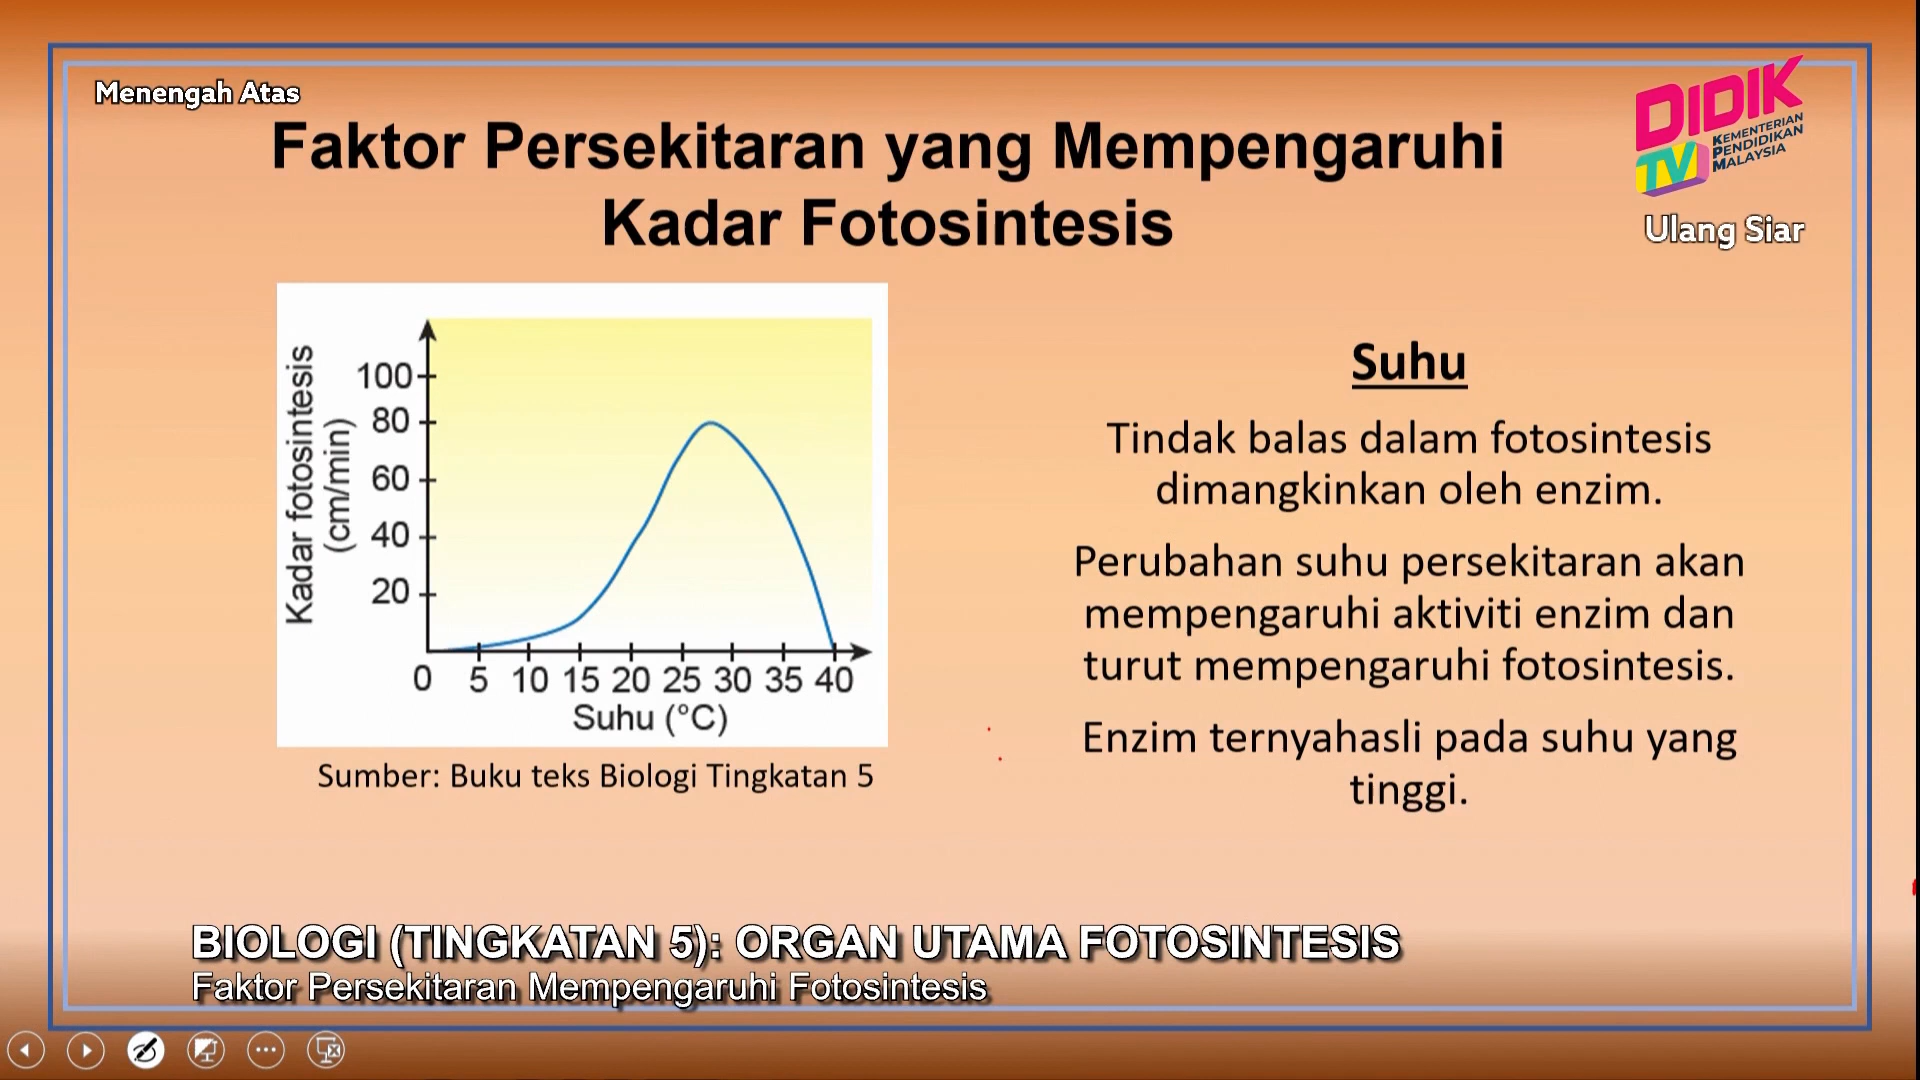 Menengah Atas
DIDIK
TV
KEMENTERIAN
PENDIDIKAN
MALAYSIA
Ulang Siar
Faktor Persekitaran yang Mempengaruhi
Kadar Fotosintesis
Kadar fotosintesis
(cm/min)
100
80
60
40
20
0 5 10 15 20 25 30 35 40
Suhu (°C)
Sumber: Buku teks Biologi Tingkatan 5
Suhu
Tindak balas dalam fotosintesis
dimangkinkan oleh enzim.
Perubahan suhu persekitaran akan
mempengaruhi aktiviti enzim dan
turut mempengaruhi fotosintesis.
Enzim ternyahasli pada suhu yang
tinggi.
BIOLOGI (TINGKATAN 5): ORGAN UTAMA FOTOSINTESIS
Faktor Persekitaran Mempengaruhi Fotosintesis